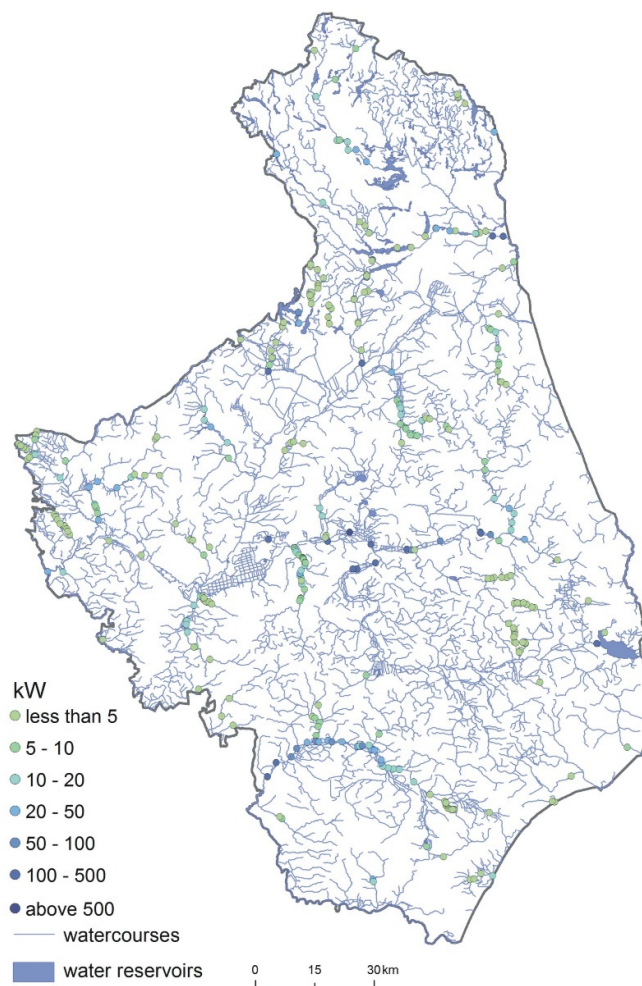 kW
less than 5
5 - 10
10 - 20
20 - 50
50 - 100
100 - 500
above 500
watercourses
water reservoirs
0 15 30 km